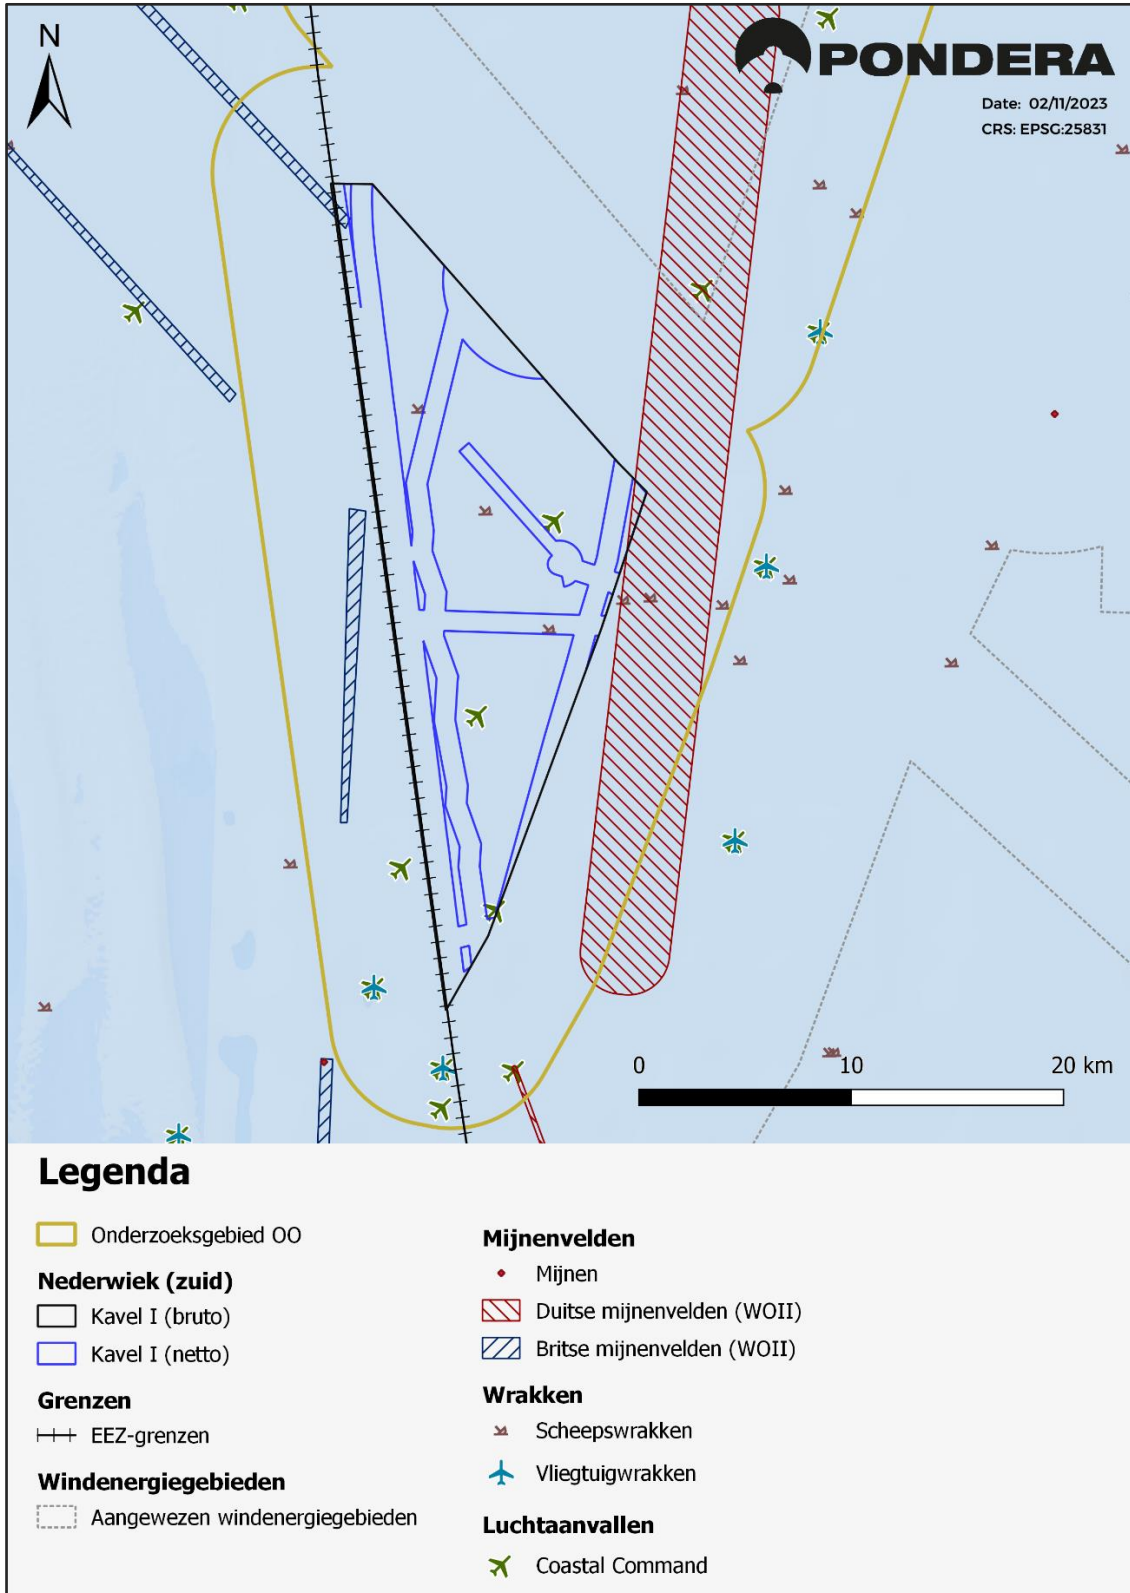 N
PONDERA
Date: 02/11/2023
CRS: EPSG:25831
0 10 20 km
Legenda
Onderzoeksgebied OO
Nederwiek (zuid)
Kavel I (bruto)
Kavel I (netto)
Grenzen
EEZ-grenzen
Windenergiegebieden
Aangewezen windenergiegebieden
Mijnenvelden
Mijnen
Duitse mijnenvelden (WOII)
Britse mijnenvelden (WOII)
Wrakken
Scheepswrakken
Vliegtuigwrakken
Luchtaanvallen
Coastal Command